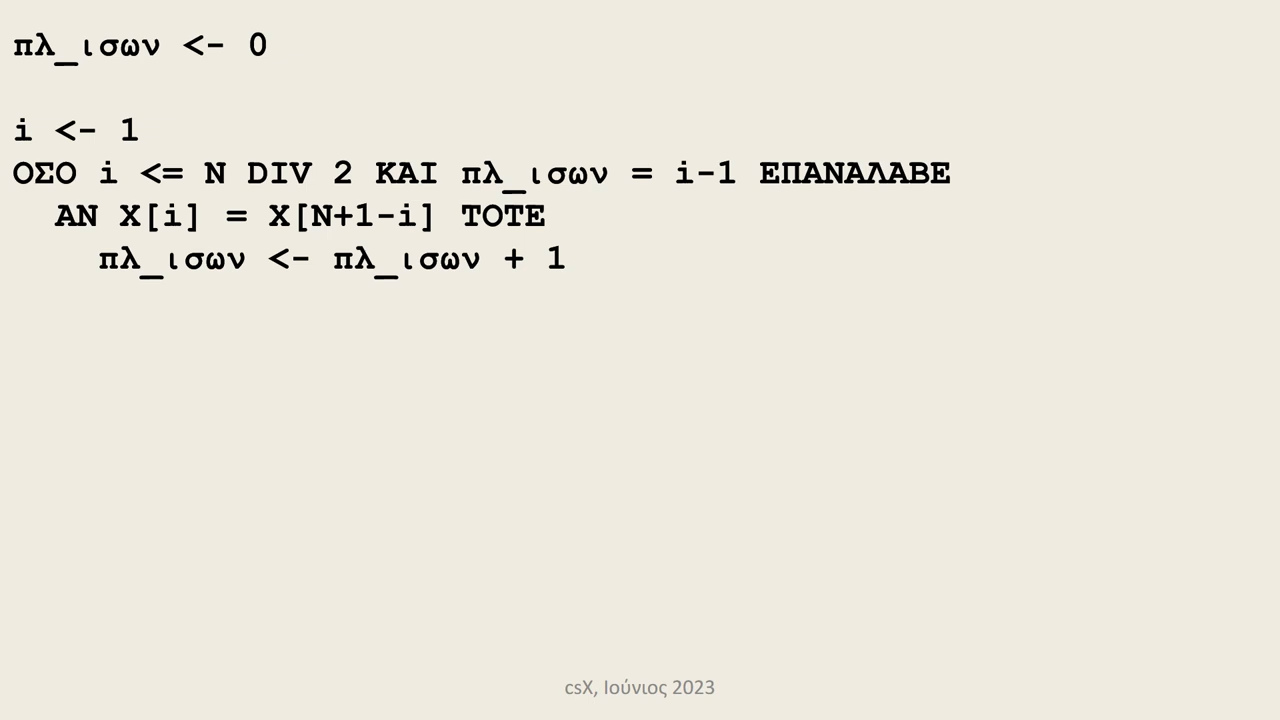 πλ_ισων <- 0
i <- 1
ΟΣΟ i <= N DIV 2 ΚΑΙ πλ_ισων = i-1 ΕΠΑΝΑΛΑΒΕ
ΑΝ Χ[i] = Χ[N+1-i] ΤΟΤΕ
πλ_ισων <- πλ_ισων + 1
csX, Ιούνιος 2023